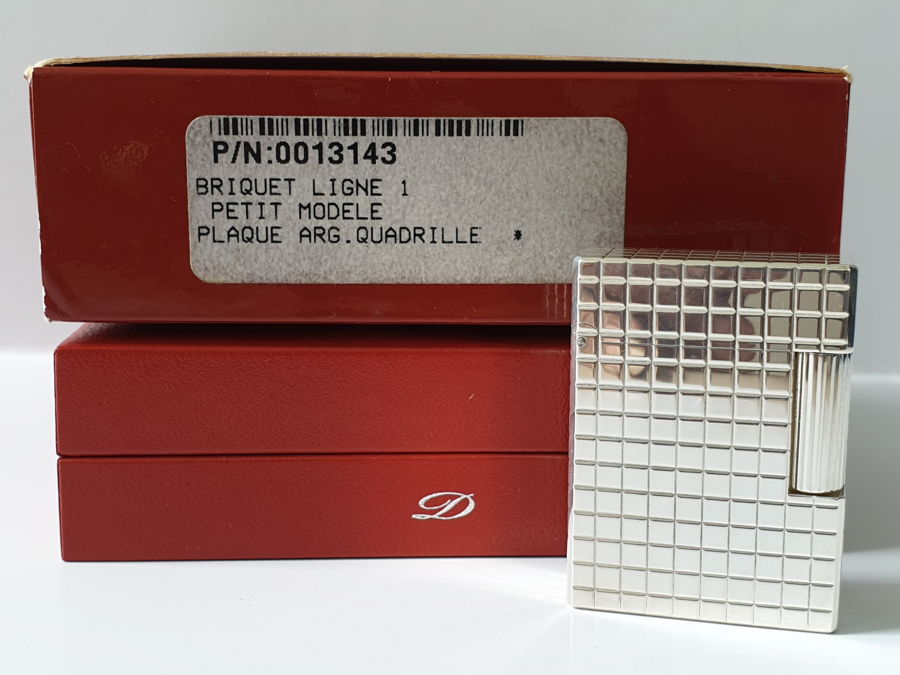 P/N:0013143
BRIQUET LIGNE 1
PETIT MODELE
PLAQUE ARG.QUADRILLE *
D